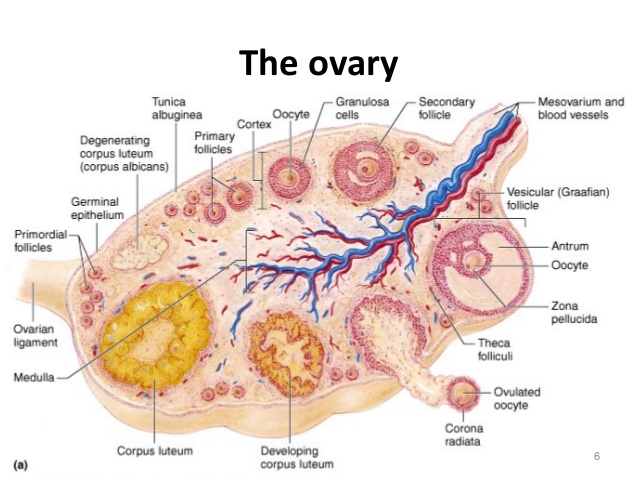 The ovary
Tunica
albuginea
Granulosa
cells
Secondary
follicle
Mesovarium and
blood vessels
Oocyte
Cortex
Primary
follicles
Degenerating
corpus luteum
(corpus albicans)
Vesicular (Graafian)
follicle
Germinal
epithelium
Primordial
follicles
Antrum
Oocyte
Zona
pellucida
Ovarian
ligament
Theca
folliculi
Medulla
Ovulated
oocyte
Corona
radiata
Corpus luteum
Developing
corpus luteum
(a)
6